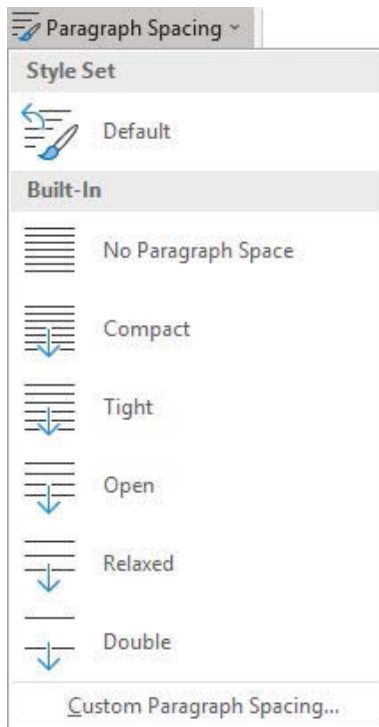 Paragraph Spacing
Style Set
Default
Built-In
No Paragraph Space
Compact
Tight
Open
Relaxed
Double
Custom Paragraph Spacing...